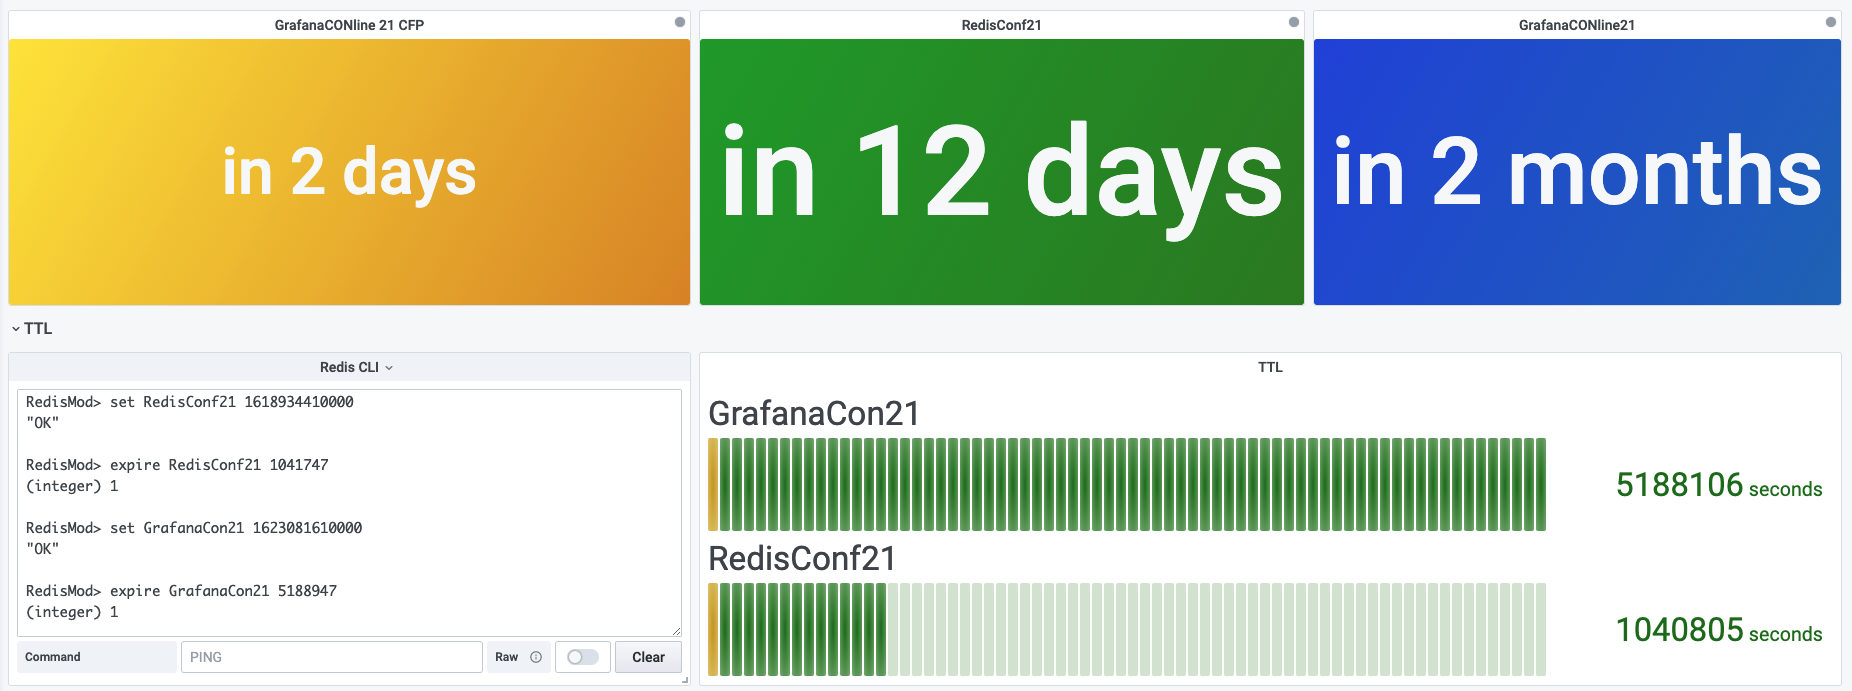 GrafanaCONline 21 CFP
in 2 days
RedisConf21
in 12 days
GrafanaCONline21
in 2 months
TTL
Redis CLI
RedisMod> set RedisConf21 1618934410000
"OK"
RedisMod> expire RedisConf21 1041747
(integer) 1
RedisMod> set GrafanaCon21 1623081610000
"OK"
RedisMod> expire GrafanaCon21 5188947
(integer) 1
Command
PING
Raw
Clear
TTL
GrafanaCon21
5188106 seconds
RedisConf21
1040805 seconds